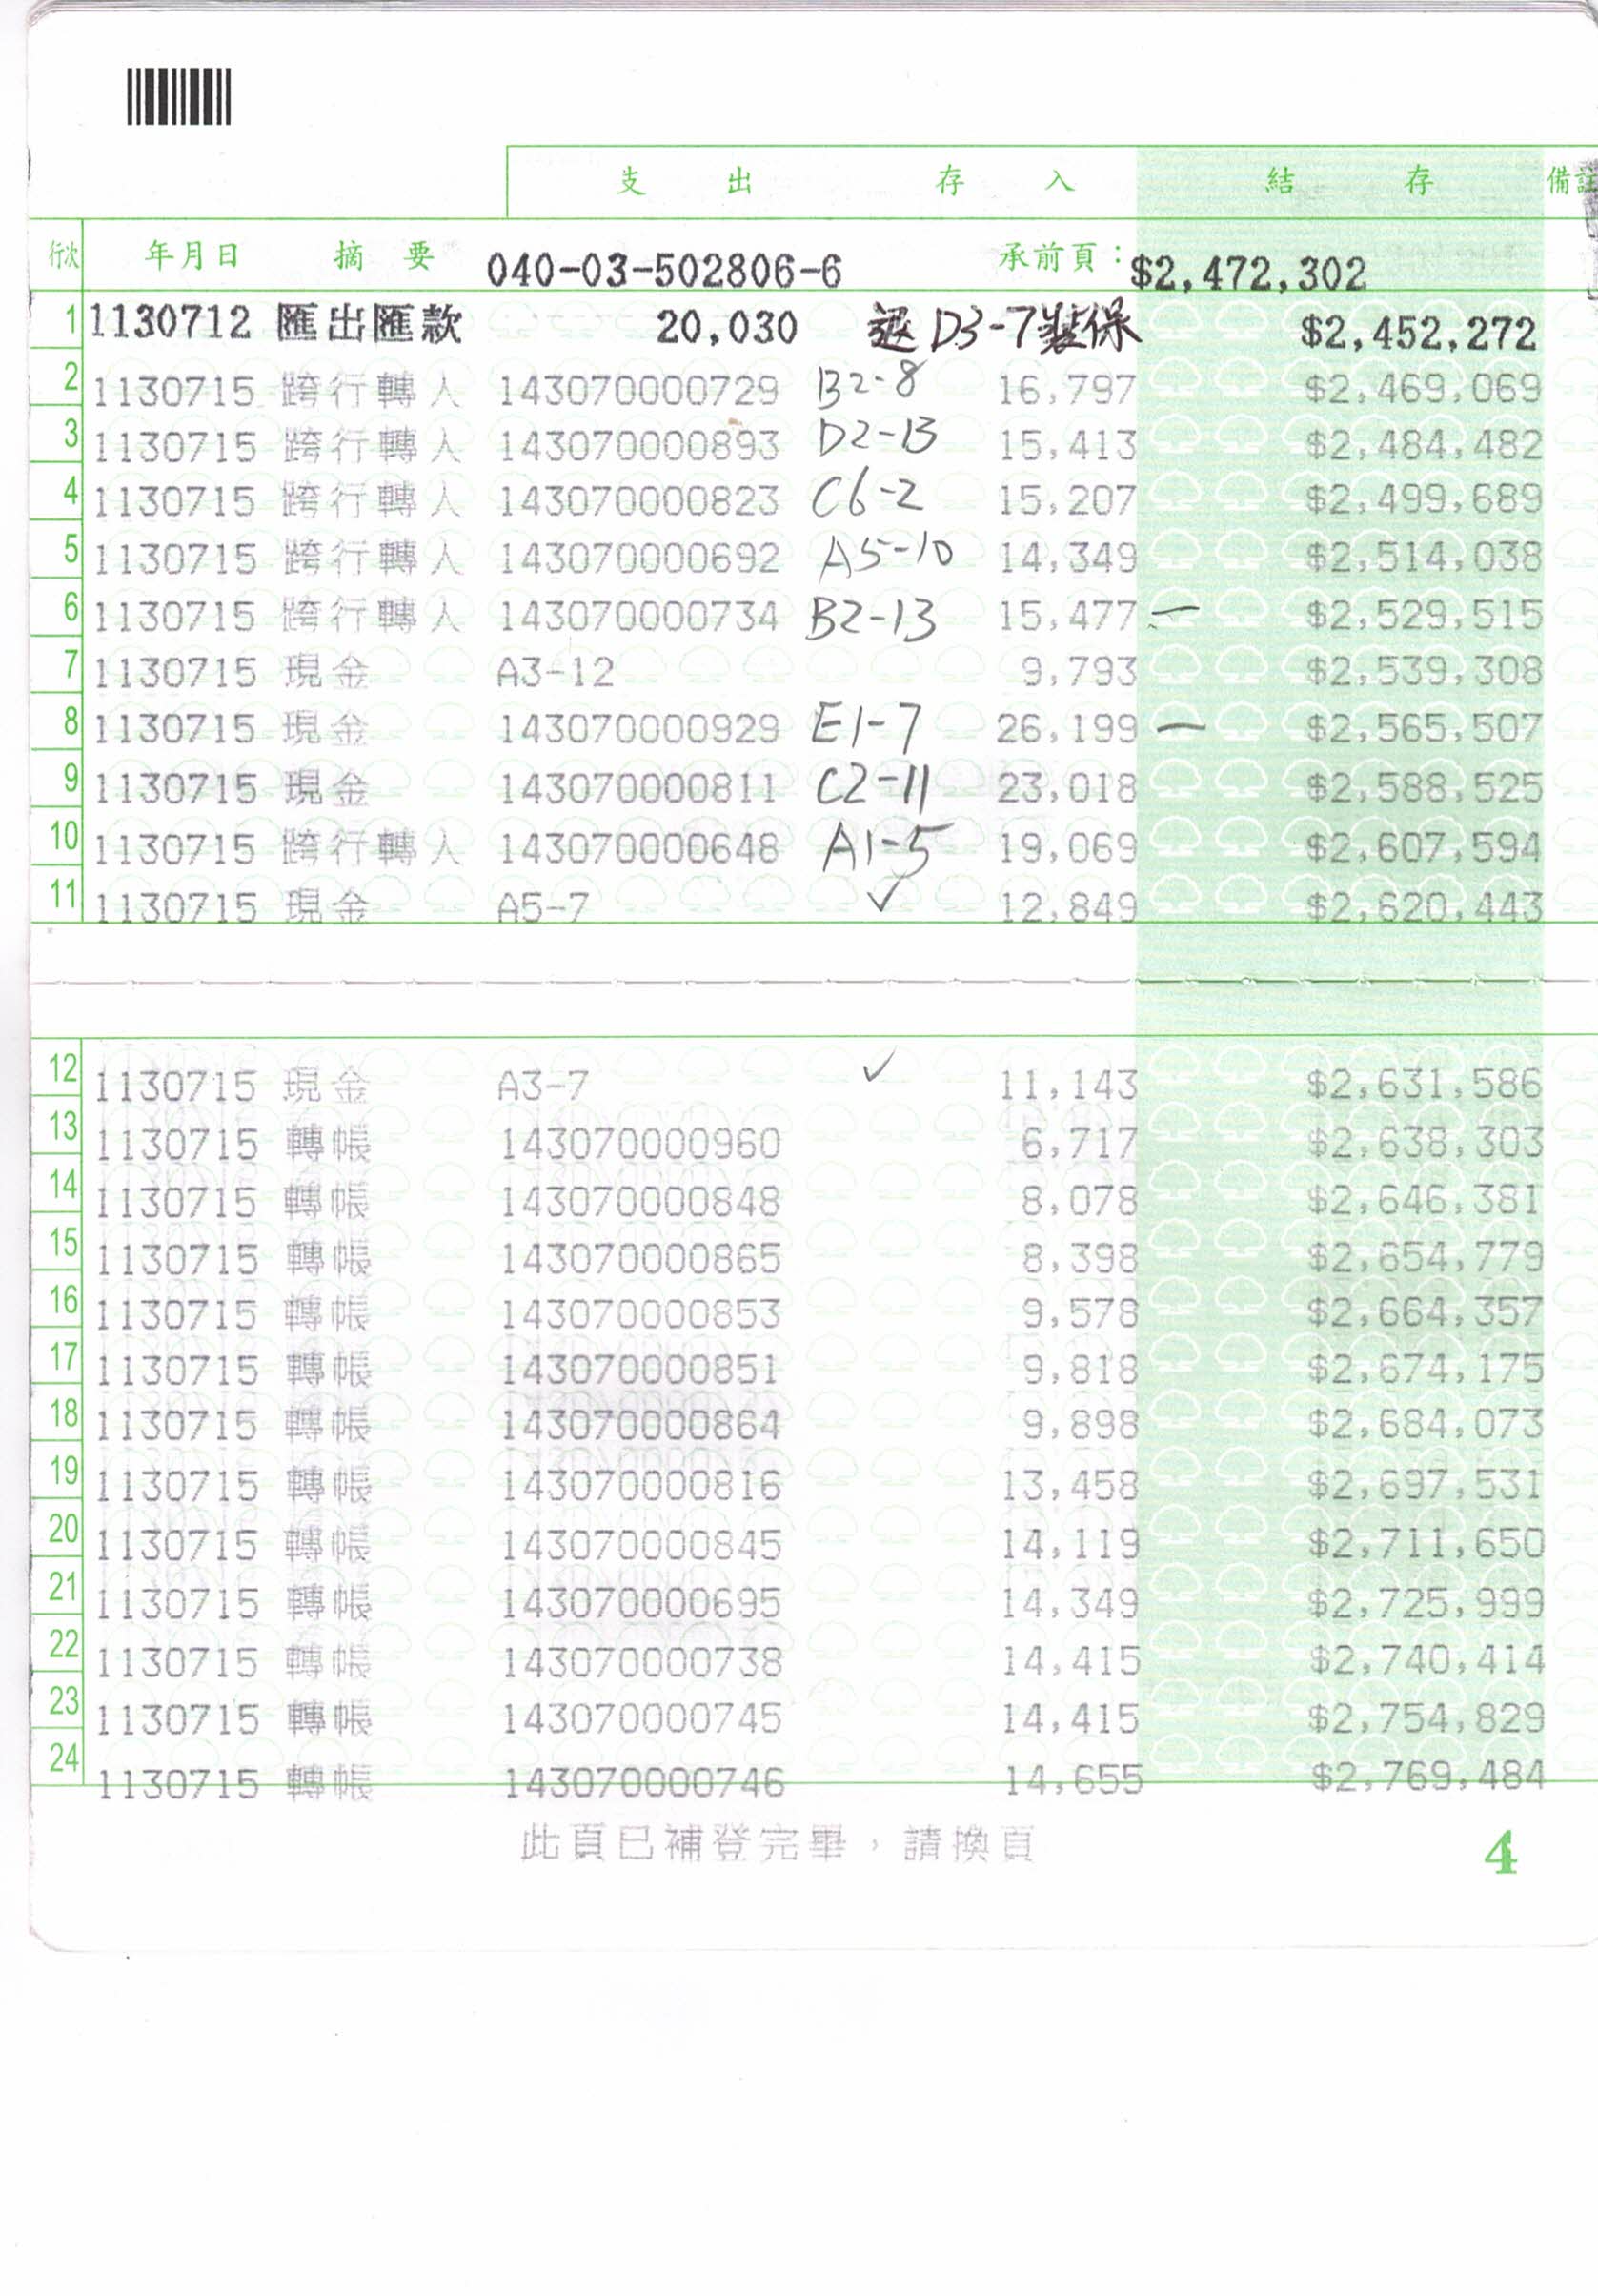 支出 存入 結存 備註
行次 年月日 摘要 040-03-502806-6 承前頁：$2,472,302
1 1130712 匯出匯款 20,030 退D3-7裝保 $2,452,272
2 1130715 跨行轉入 143070000729 B2-8 16,797 $2,469,069
3 1130715 跨行轉入 143070000893 D2-13 15,413 $2,484,482
4 1130715 跨行轉入 143070000823 C6-2 15,207 $2,499,689
5 1130715 跨行轉入 143070000692 A5-10 14,349 $2,514,038
6 1130715 跨行轉入 143070000734 B2-13 15,477 $2,529,515
7 1130715 現金 A3-12 9,793 $2,539,308
8 1130715 現金 143070000929 E1-7 26,199 $2,565,507
9 1130715 現金 143070000811 C2-11 23,018 $2,588,525
10 1130715 跨行轉入 143070000648 A1-5 19,069 $2,607,594
11 1130715 現金 A5-7 ✓ 12,849 $2,620,443
12 1130715 現金 A3-7 ✓ 11,143 $2,631,586
13 1130715 轉帳 143070000960 6,717 $2,638,303
14 1130715 轉帳 143070000848 8,078 $2,646,381
15 1130715 轉帳 143070000865 8,398 $2,654,779
16 1130715 轉帳 143070000853 9,578 $2,664,357
17 1130715 轉帳 143070000851 9,818 $2,674,175
18 1130715 轉帳 143070000864 9,898 $2,684,073
19 1130715 轉帳 143070000816 13,458 $2,697,531
20 1130715 轉帳 143070000845 14,119 $2,711,650
21 1130715 轉帳 143070000695 14,349 $2,725,999
22 1130715 轉帳 143070000738 14,415 $2,740,414
23 1130715 轉帳 143070000745 14,415 $2,754,829
24 1130715 轉帳 143070000746 14,655 $2,769,484
此頁已補登完畢，請換頁
4